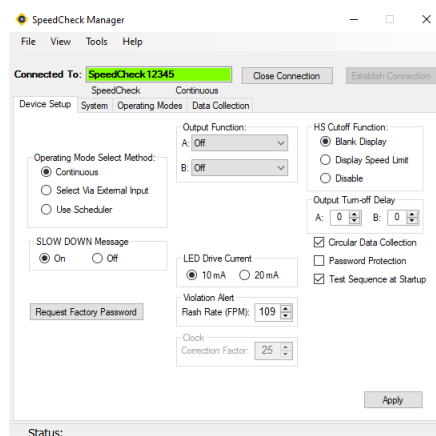 SpeedCheck Manager
File View Tools Help
Connected To: SpeedCheck12345 Close Connection Establish Connection
SpeedCheck Continuous
Device Setup System Operating Modes Data Collection
Output Function:
A: Off
B: Off
HS Cutoff Function:
Blank Display
Display Speed Limit
Disable
Operating Mode Select Method:
Continuous
Select Via External Input
Use Scheduler
Output Turn-off Delay
A: 0 B: 0
SLOW DOWN Message
On Off
Circular Data Collection
Password Protection
Test Sequence at Startup
LED Drive Current
10 mA 20 mA
Violation Alert
Flash Rate (FPM): 109
Request Factory Password
Clock
Correction Factor: 25
Apply
Status: